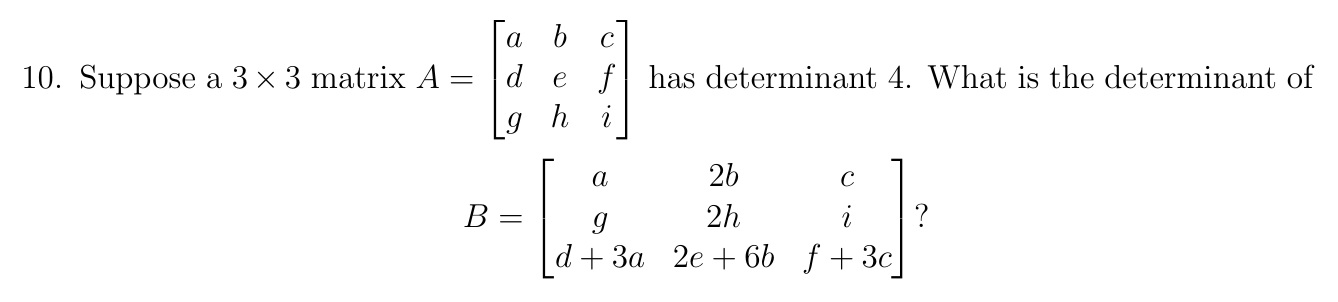 10. Suppose a 3 × 3 matrix A = [a b c; d e f; g h i] has determinant 4. What is the determinant of
B = [a 2b c; g 2h i; d + 3a 2e + 6b f + 3c]?